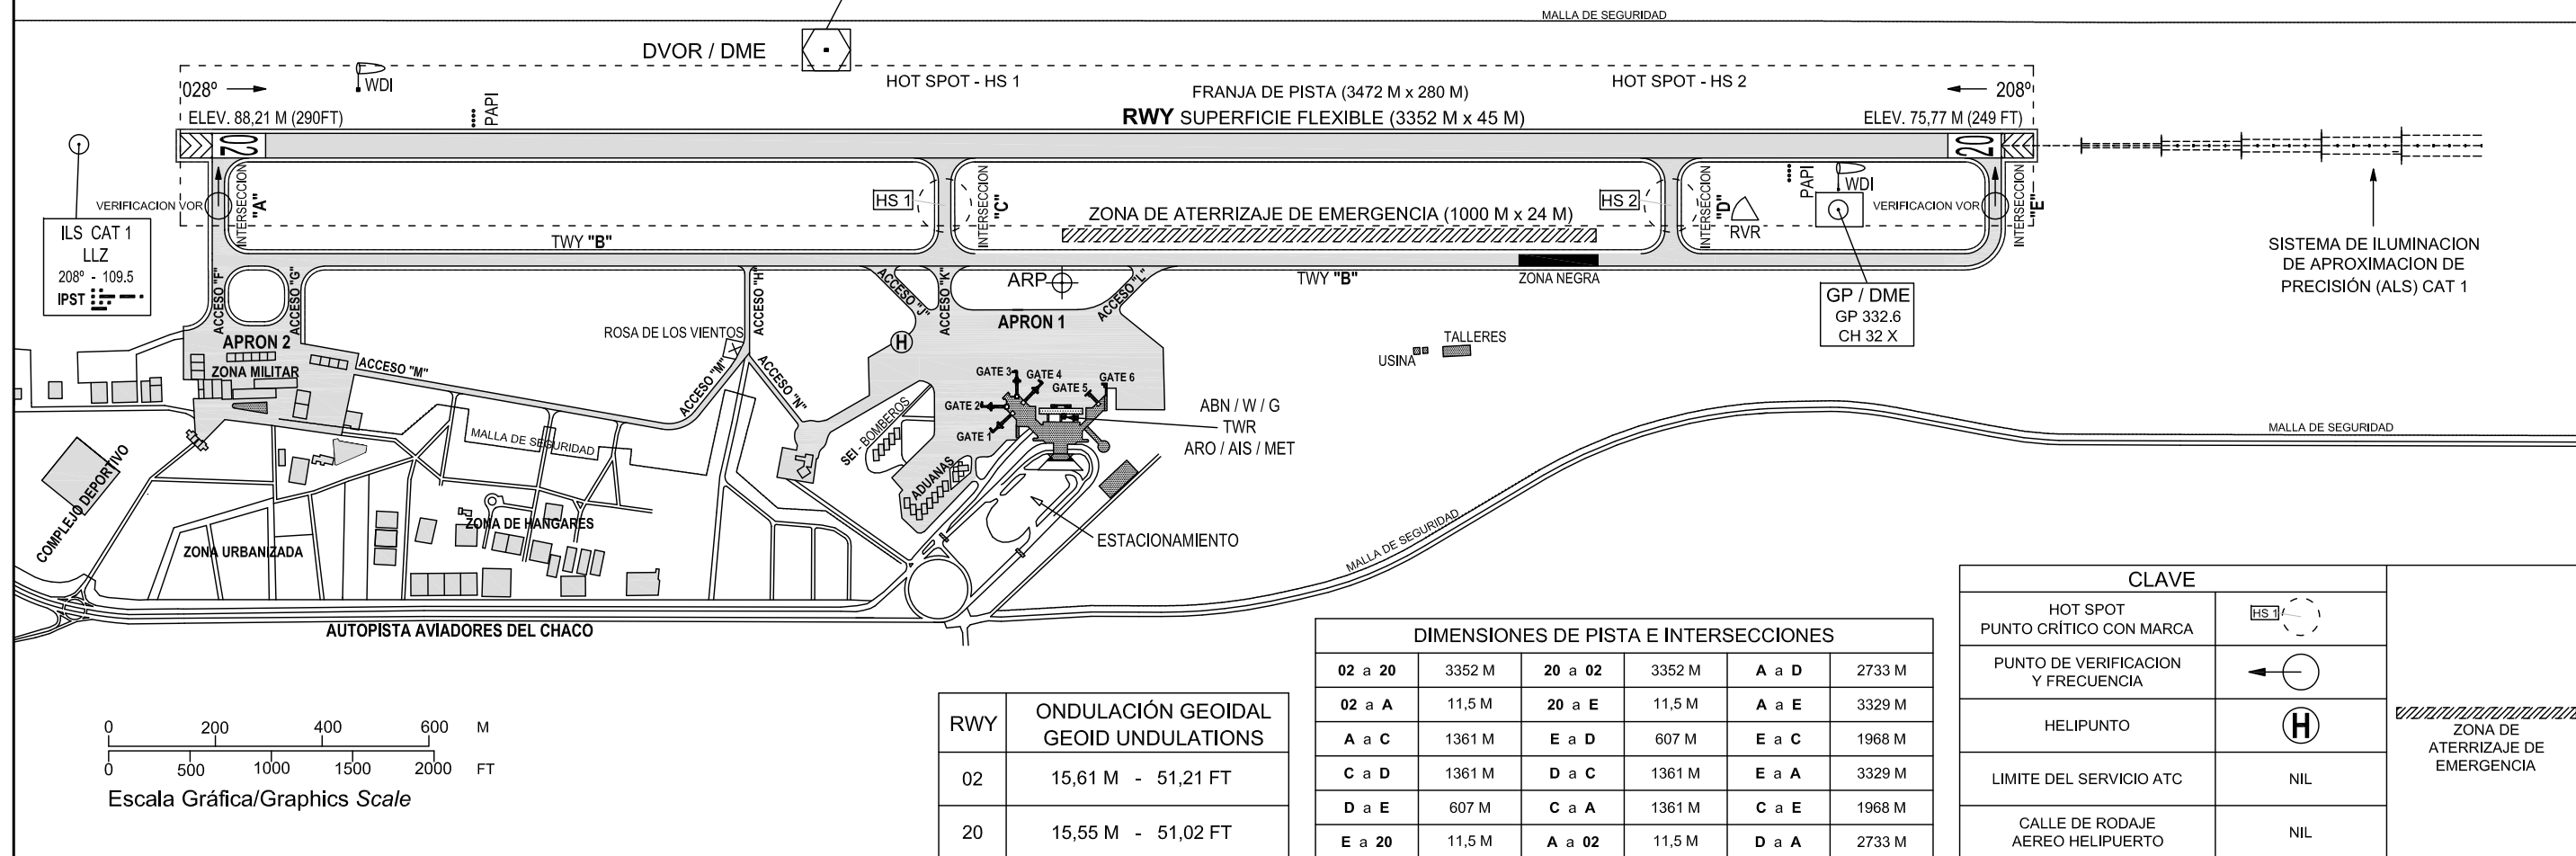 MALLA DE SEGURIDAD
DVOR / DME
WDI
HOT SPOT - HS 1
HOT SPOT - HS 2
028º
208º
FRANJA DE PISTA (3472 M x 280 M)
PAPI
ELEV. 88,21 M (290FT)
RWY SUPERFICIE FLEXIBLE (3352 M x 45 M)
ELEV. 75,77 M (249 FT)
02
20
VERIFICACION VOR
INTERSECCION
"A"
HS 1
INTERSECCION
"C"
ZONA DE ATERRIZAJE DE EMERGENCIA (1000 M x 24 M)
HS 2
INTERSECCION
"D"
RVR
PAPI
WDI
VERIFICACION VOR
INTERSECCION
"E"
ILS CAT 1
LLZ
208º - 109.5
IPST
TWY "B"
TWY "B"
ZONA NEGRA
SISTEMA DE ILUMINACION
DE APROXIMACION DE
PRECISIÓN (ALS) CAT 1
GP / DME
GP 332.6
CH 32 X
ACCESO "F"
ACCESO "G"
ACCESO "H"
ACCESO "J"
ACCESO "K"
ARP
ACCESO "L"
APRON 1
ROSA DE LOS VIENTOS
H
APRON 2
ZONA MILITAR
ACCESO "M"
ACCESO "M"
ACCESO "N"
TALLERES
USINA
GATE 3
GATE 4
GATE 5
GATE 6
GATE 2
GATE 1
ABN / W / G
TWR
ARO / AIS / MET
SEI - BOMBEROS
ADUANAS
MALLA DE SEGURIDAD
MALLA DE SEGURIDAD
MALLA DE SEGURIDAD
COMPLEJO DEPORTIVO
ZONA DE HANGARES
ZONA URBANIZADA
ESTACIONAMIENTO
AUTOPISTA AVIADORES DEL CHACO
0 200 400 600 M
0 500 1000 1500 2000 FT
Escala Gráfica/Graphics Scale
RWY ONDULACIÓN GEOIDAL
GEOID UNDULATIONS
02 15,61 M - 51,21 FT
20 15,55 M - 51,02 FT
DIMENSIONES DE PISTA E INTERSECCIONES
02 a 20 3352 M 20 a 02 3352 M A a D 2733 M
02 a A 11,5 M 20 a E 11,5 M A a E 3329 M
A a C 1361 M E a D 607 M E a C 1968 M
C a D 1361 M D a C 1361 M E a A 3329 M
D a E 607 M C a A 1361 M C a E 1968 M
E a 20 11,5 M A a 02 11,5 M D a A 2733 M
CLAVE
HOT SPOT
PUNTO CRÍTICO CON MARCA
HS 1
PUNTO DE VERIFICACION
Y FRECUENCIA
HELIPUNTO
H
LIMITE DEL SERVICIO ATC NIL
CALLE DE RODAJE
AEREO HELIPUERTO
NIL
ZONA DE
ATERRIZAJE DE
EMERGENCIA